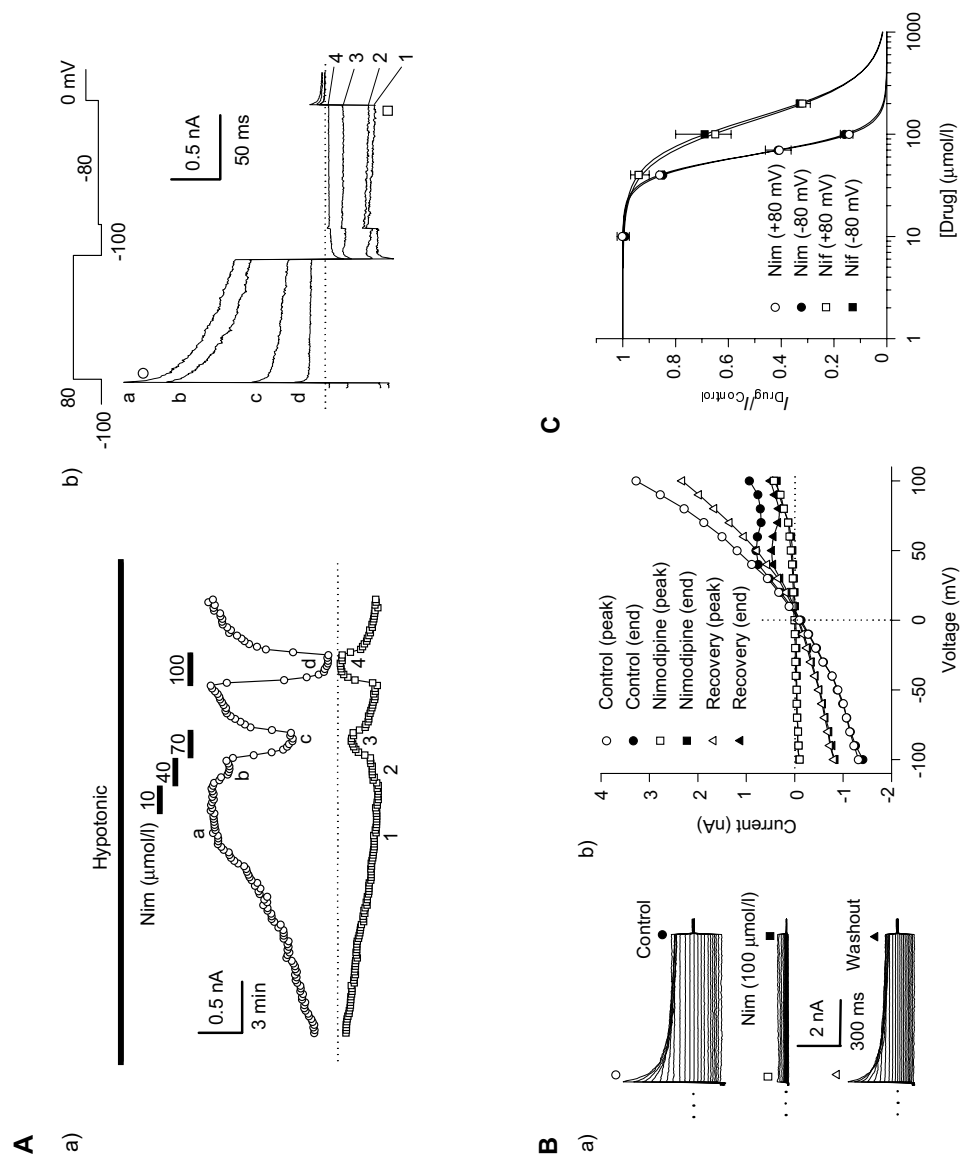 A
a)
Hypotonic
Nim (μmol/l)
10
40
70
100
0.5 nA
3 min
a
b
c
d
1
2
3
4
b)
80
-100
-100
-80
0 mV
a
b
c
d
0.5 nA
50 ms
4
3
2
1
B
a)
Control
Nim (100 μmol/l)
Washout
2 nA
300 ms
b)
Current (nA)
4
3
2
1
0
-1
-2
Control (peak)
Control (end)
Nimodipine (peak)
Nimodipine (end)
Recovery (peak)
Recovery (end)
-100
-50
0
50
100
Voltage (mV)
C
IDrug/IControl
1
0.8
0.6
0.4
0.2
0
Nim (+80 mV)
Nim (-80 mV)
Nif (+80 mV)
Nif (-80 mV)
1
10
100
1000
[Drug] (μmol/l)